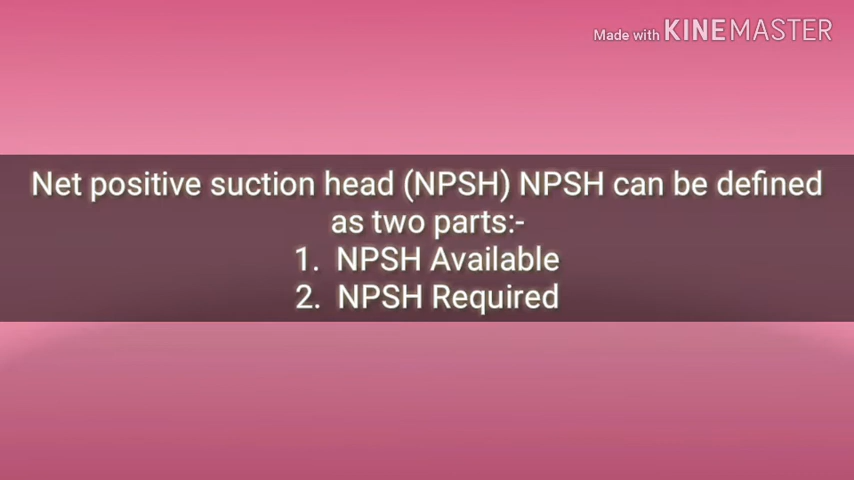 Made with KINEMASTER
Net positive suction head (NPSH) NPSH can be defined
as two parts:-
1. NPSH Available
2. NPSH Required